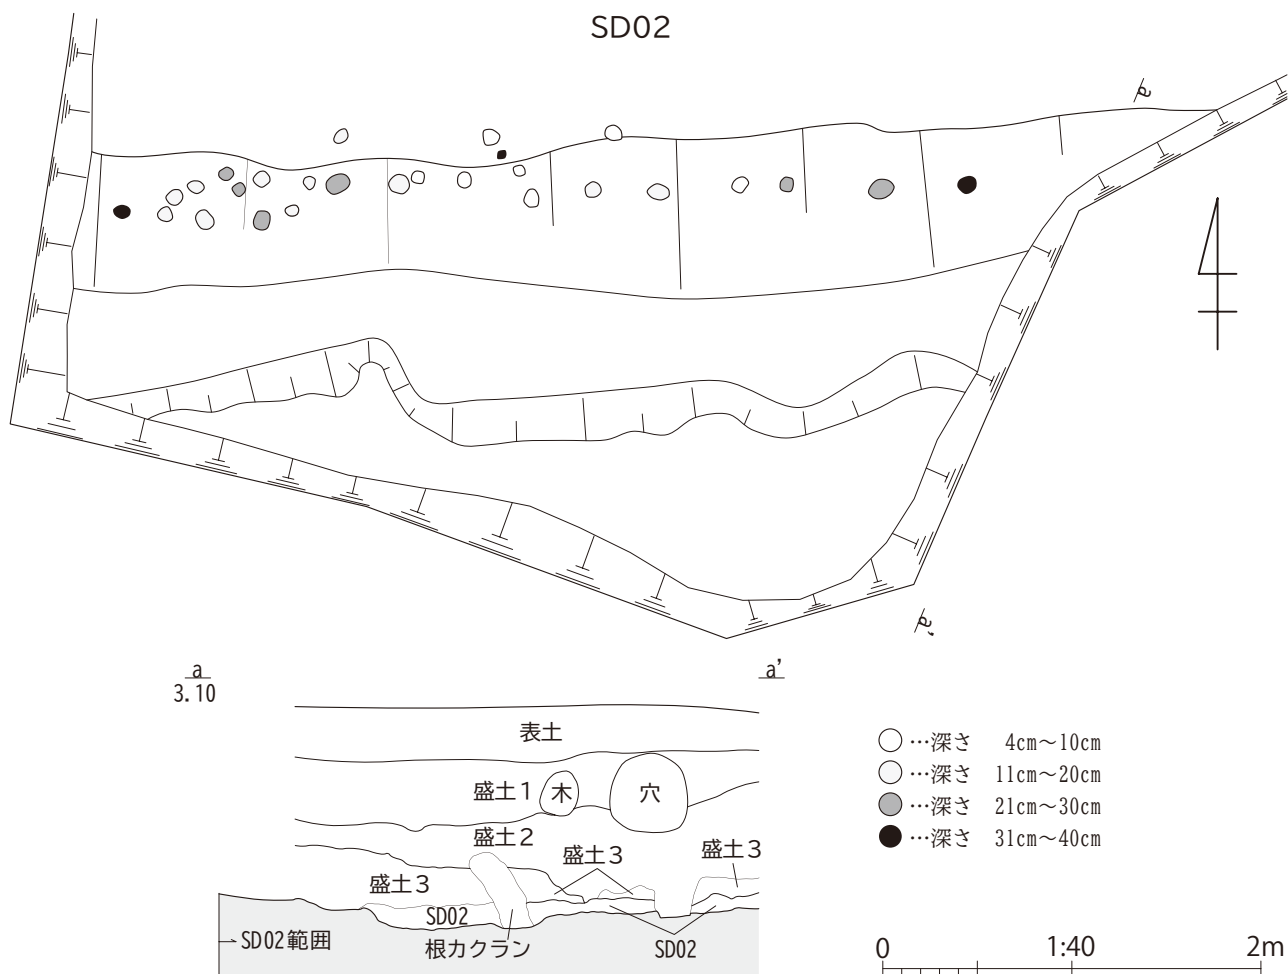 SD02
a
a'
a
3.10
a'
表土
盛土1
木
穴
盛土2
盛土3
盛土3
盛土3
SD02
SD02範囲
根カクラン
SD02
…深さ 4cm～10cm
…深さ 11cm～20cm
…深さ 21cm～30cm
…深さ 31cm～40cm
0 1:40 2m